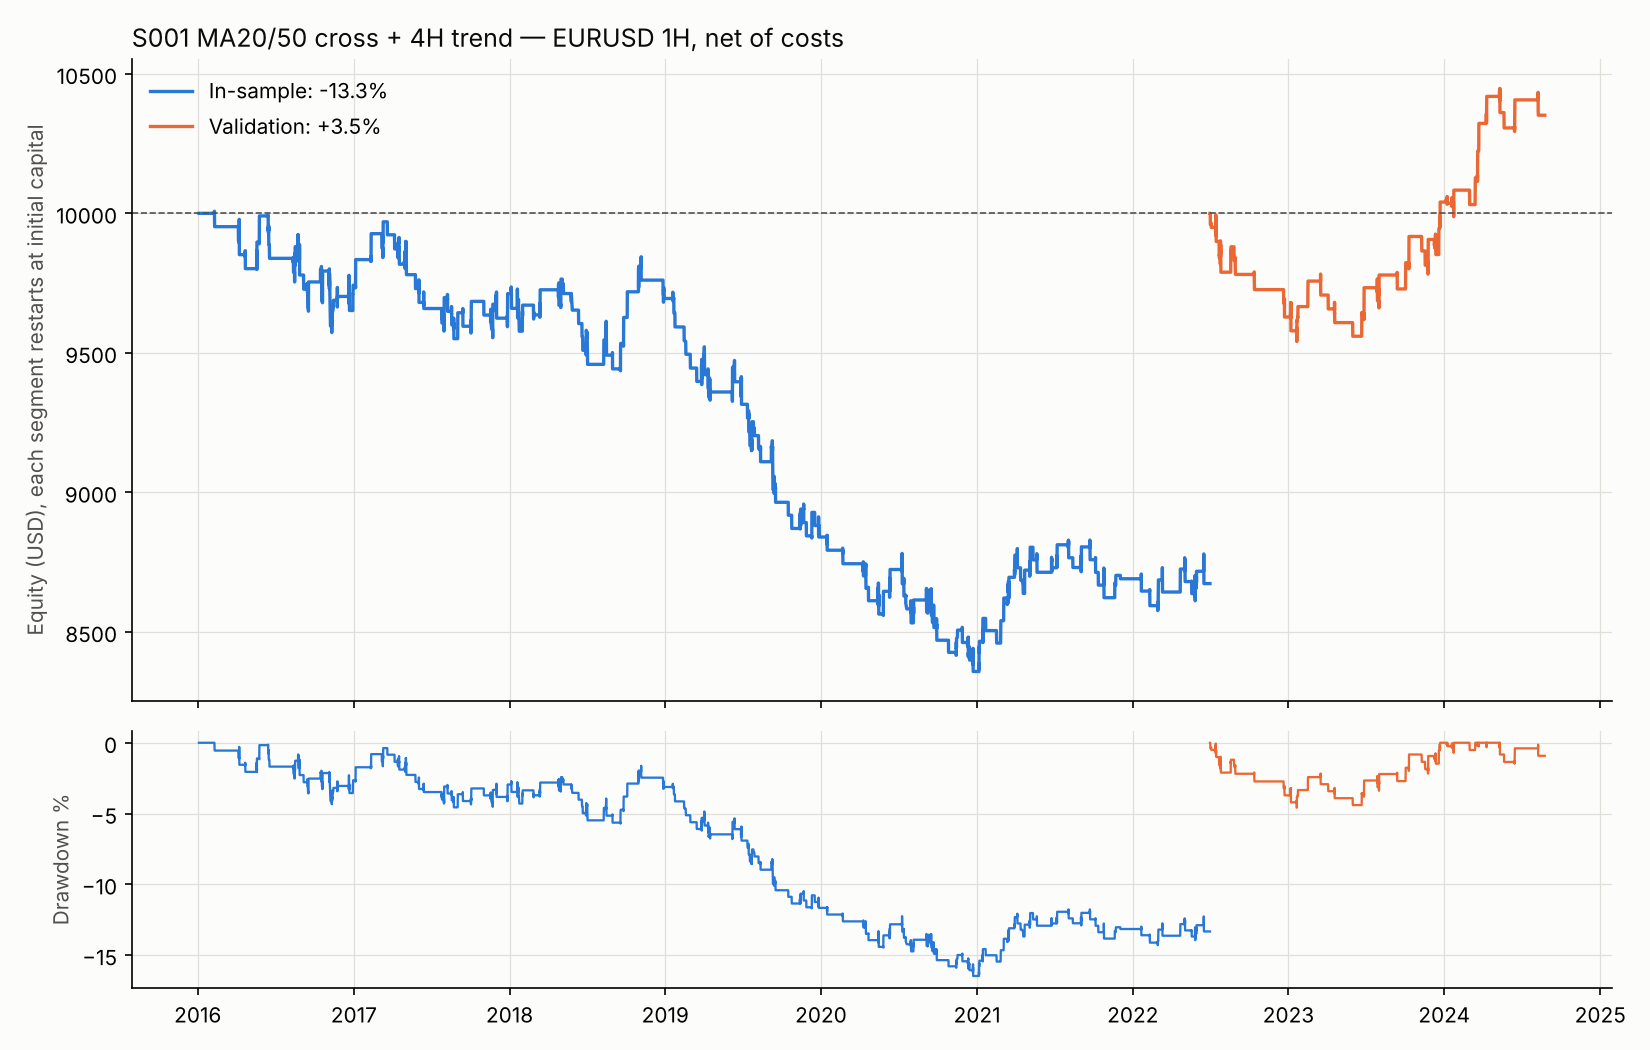 S001 MA20/50 cross + 4H trend — EURUSD 1H, net of costs
In-sample: -13.3%
Validation: +3.5%
Equity (USD), each segment restarts at initial capital
10500
10000
9500
9000
8500
Drawdown %
0
−5
−10
−15
2016 2017 2018 2019 2020 2021 2022 2023 2024 2025